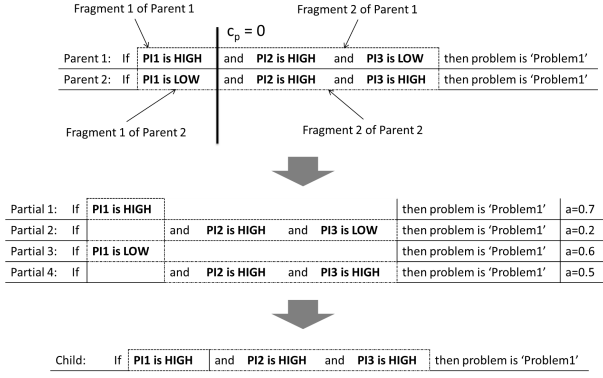 Fragment 1 of Parent 1
Fragment 2 of Parent 1
cp = 0
Parent 1: If PI1 is HIGH and PI2 is HIGH and PI3 is LOW then problem is ‘Problem1’
Parent 2: If PI1 is LOW and PI2 is HIGH and PI3 is HIGH then problem is ‘Problem1’
Fragment 1 of Parent 2
Fragment 2 of Parent 2
Partial 1: If PI1 is HIGH then problem is ‘Problem1’ a=0.7
Partial 2: If and PI2 is HIGH and PI3 is LOW then problem is ‘Problem1’ a=0.2
Partial 3: If PI1 is LOW then problem is ‘Problem1’ a=0.6
Partial 4: If and PI2 is HIGH and PI3 is HIGH then problem is ‘Problem1’ a=0.5
Child: If PI1 is HIGH and PI2 is HIGH and PI3 is HIGH then problem is ‘Problem1’